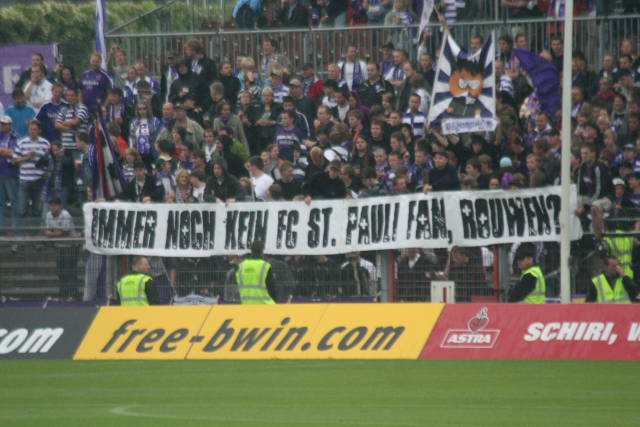 IMMER NOCH KEIN FC ST. PAULI FAN, ROUWEN?
com free-bwin.com ASTRA SCHIRI,